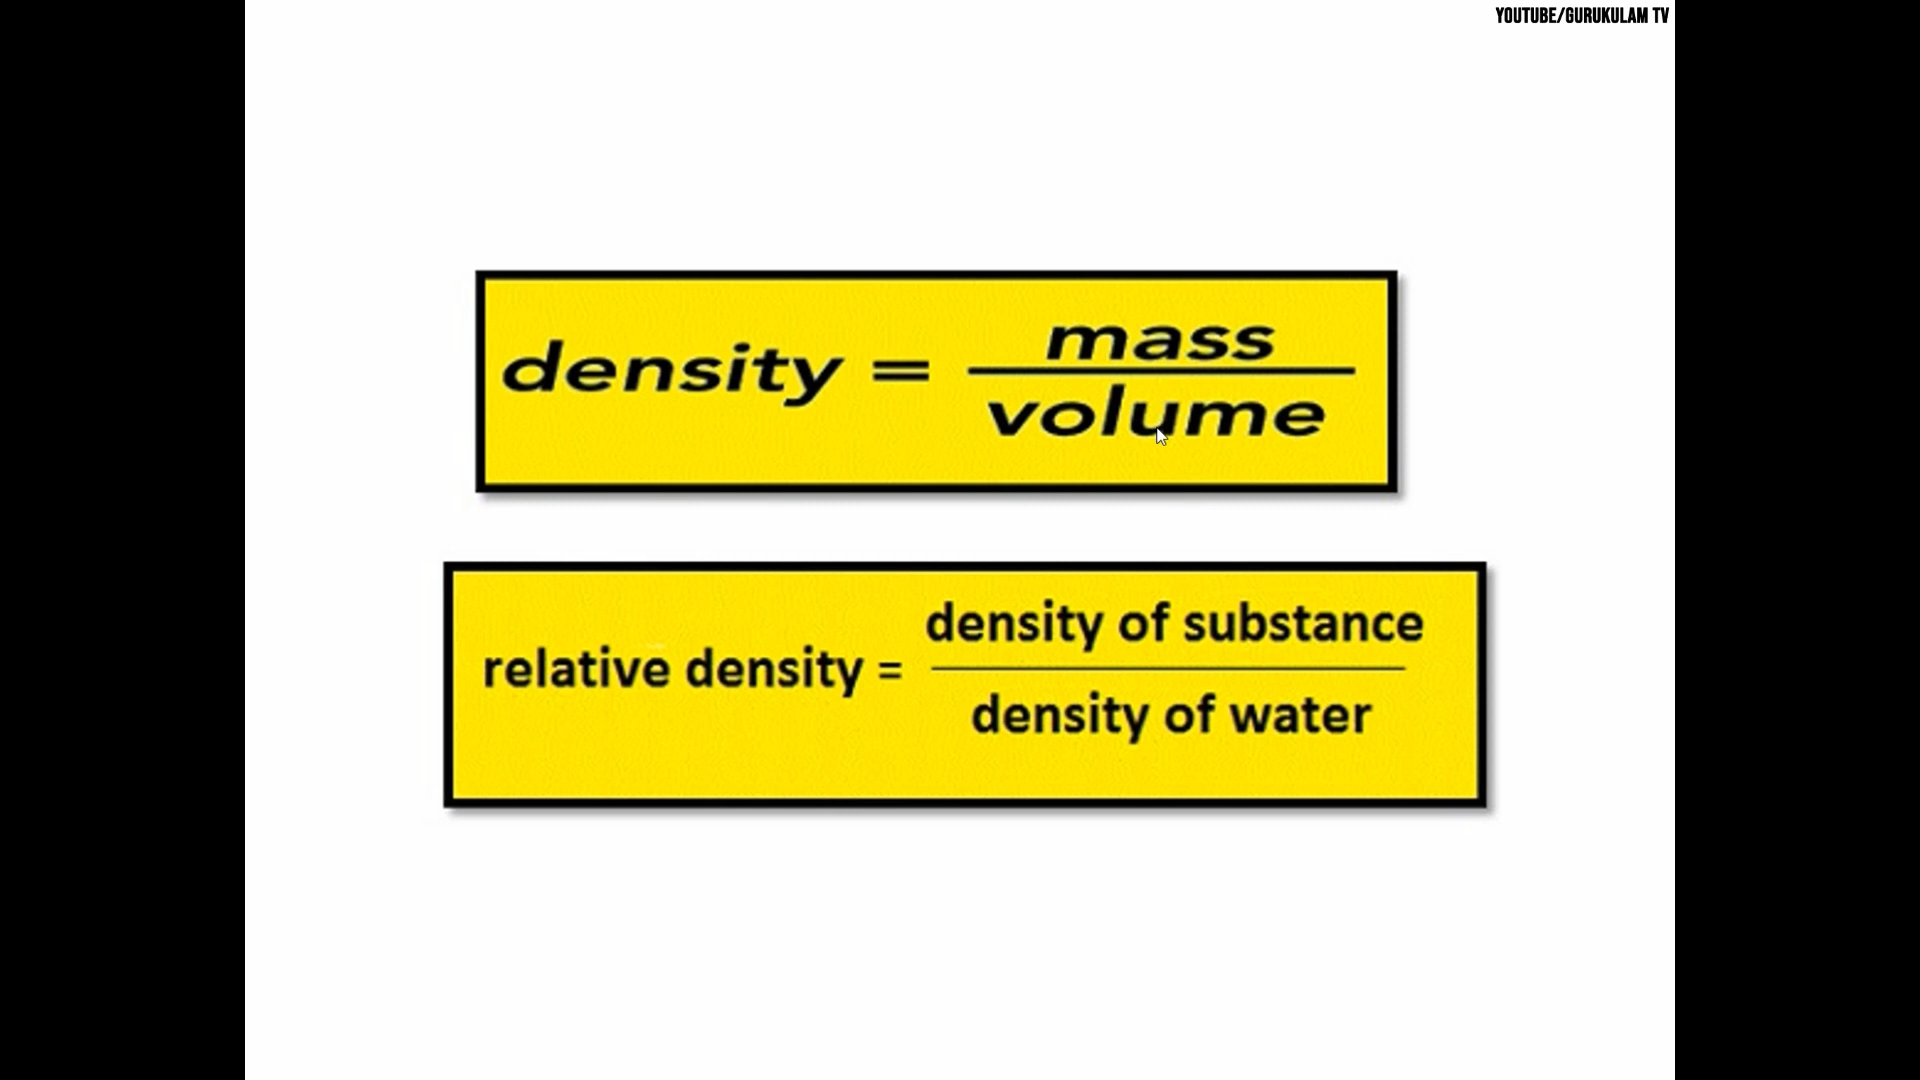 YOUTUBE/GURUKULAM TV
density = mass
volume
relative density = density of substance
density of water